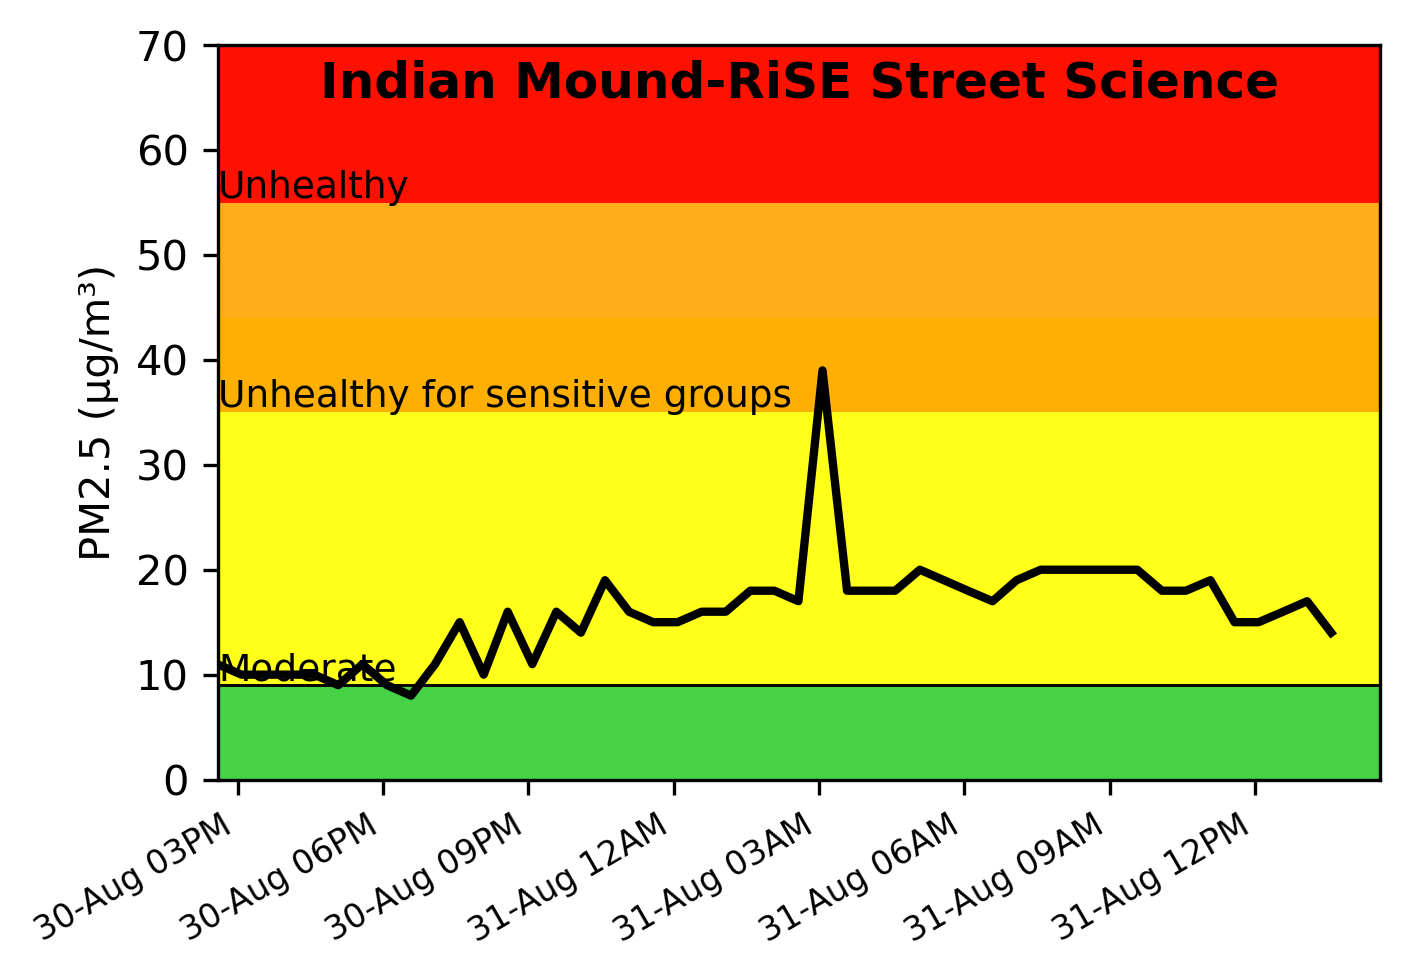 Indian Mound-RiSE Street Science
PM2.5 (µg/m³)
70
60
50
40
30
20
10
0
Unhealthy
Unhealthy for sensitive groups
Moderate
30-Aug 03PM
30-Aug 06PM
30-Aug 09PM
31-Aug 12AM
31-Aug 03AM
31-Aug 06AM
31-Aug 09AM
31-Aug 12PM